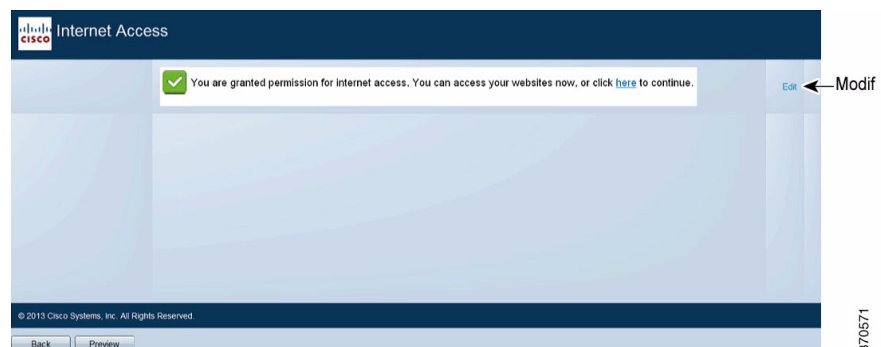 CISCO Internet Access
You are granted permission for internet access. You can access your websites now, or click here to continue.
Edit
Modif
© 2013 Cisco Systems, Inc. All Rights Reserved.
Back Preview
370571